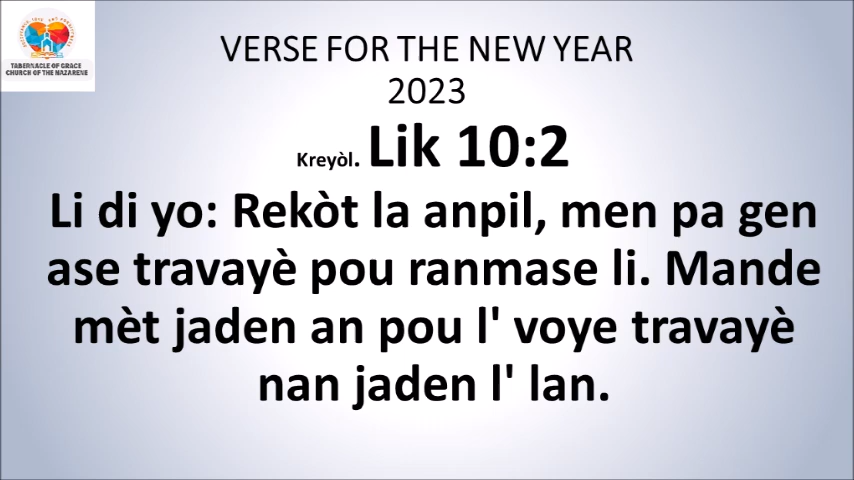 TABERNACLE OF GRACE
CHURCH OF THE NAZARENE
VERSE FOR THE NEW YEAR
2023
Kreyòl. Lik 10:2
Li di yo: Rekòt la anpil, men pa gen
ase travayè pou ranmase li. Mande
mèt jaden an pou l' voye travayè
nan jaden l' lan.